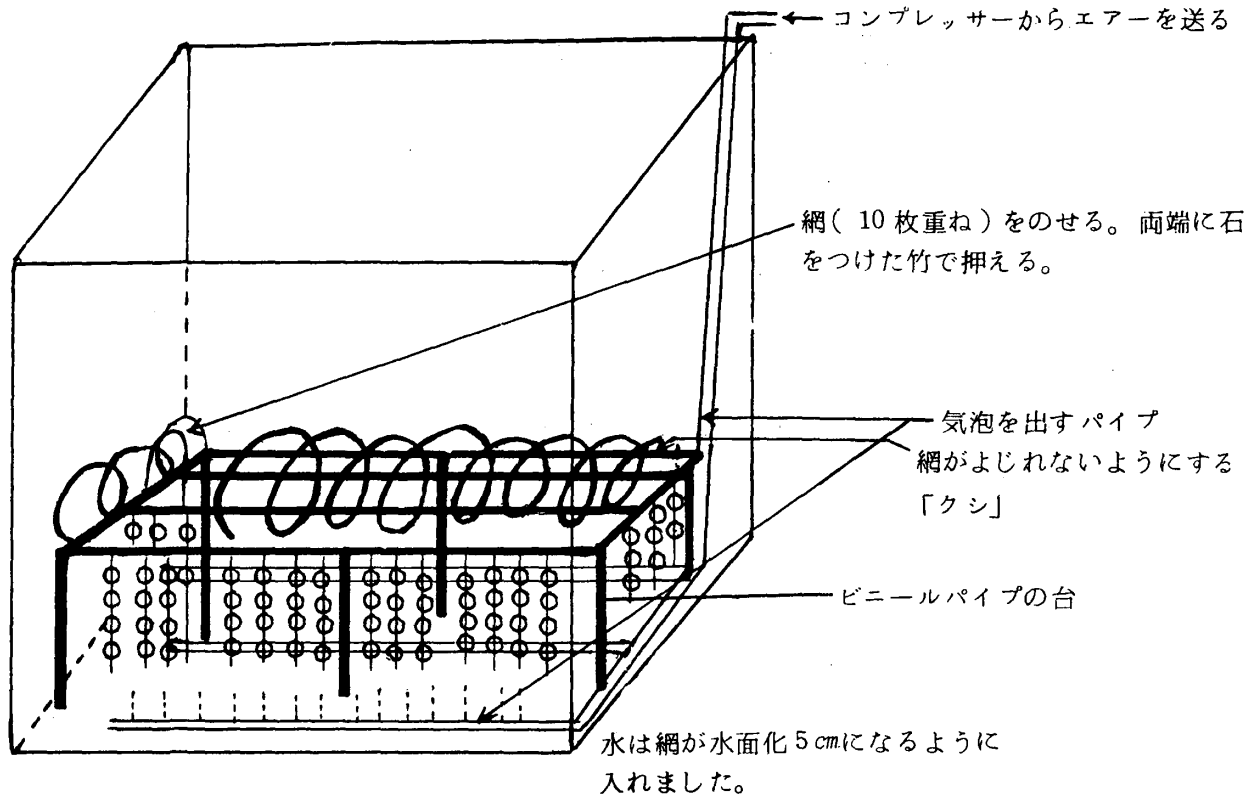 コンプレッサーからエアーを送る
網(10枚重ね)をのせる。両端に石
をつけた竹で押える。
気泡を出すパイプ
網がよじれないようにする
「クシ」
ビニールパイプの台
水は網が水面化5cmになるように
入れました。